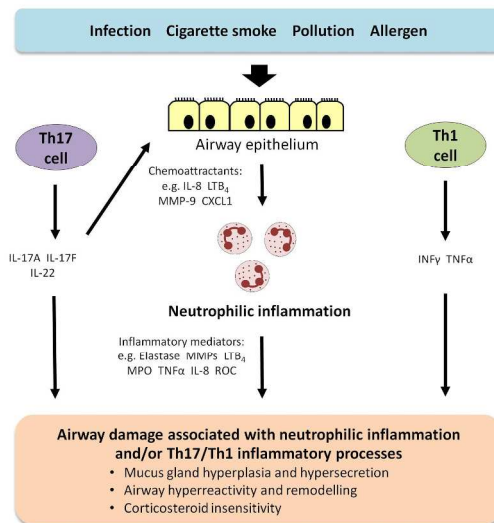 Infection Cigarette smoke Pollution Allergen
Th17
cell
Airway epithelium
Th1
cell
Chemoattractants:
e.g. IL-8 LTB₄
MMP-9 CXCL1
IL-17A IL-17F
IL-22
INFγ TNFα
Neutrophilic inflammation
Inflammatory mediators:
e.g. Elastase MMPs LTB₄
MPO TNFα IL-8 ROC
Airway damage associated with neutrophilic inflammation
and/or Th17/Th1 inflammatory processes
• Mucus gland hyperplasia and hypersecretion
• Airway hyperreactivity and remodelling
• Corticosteroid insensitivity